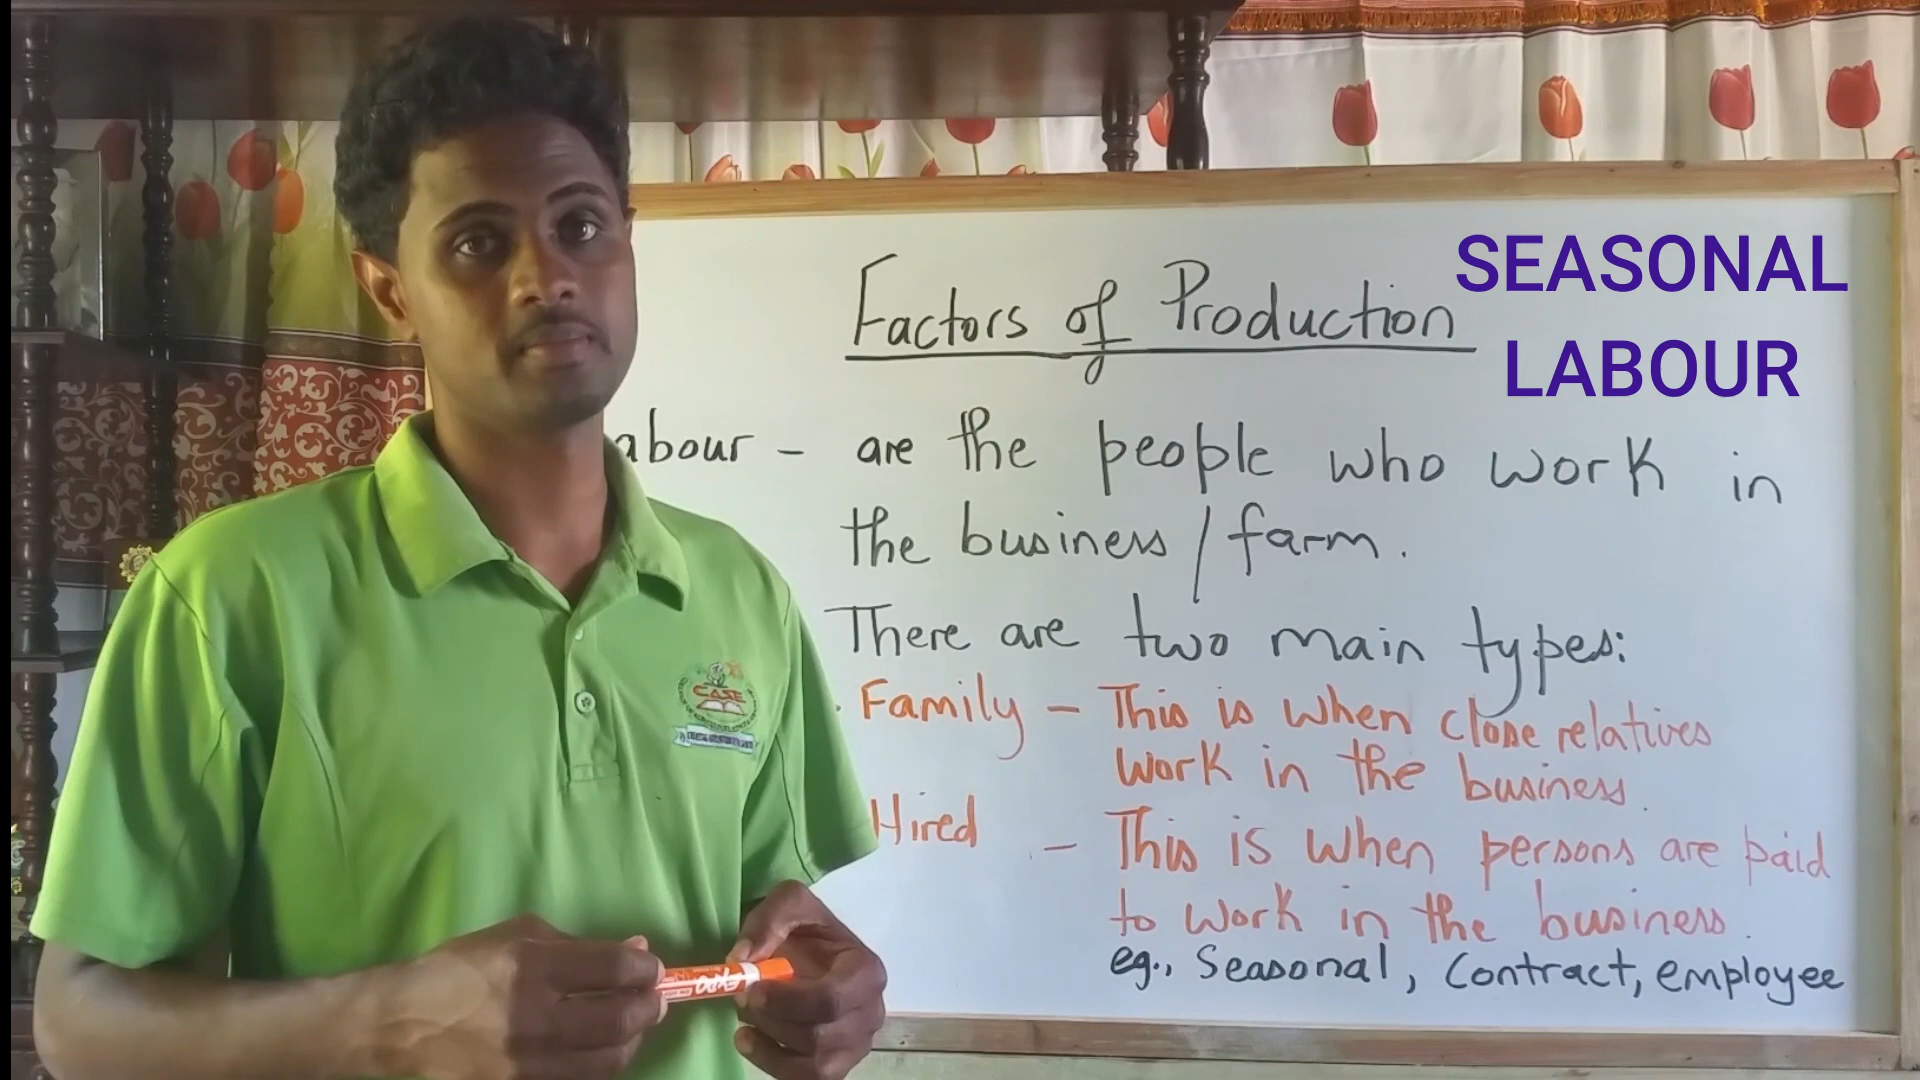 SEASONAL
LABOUR
Factors of Production
abour - are the people who work in
the business / farm.
There are two main types:
Family - This is when close relatives
work in the business.
Hired - This is when persons are paid
to work in the business.
eg., Seasonal, Contract, employee
CASE
EXPO